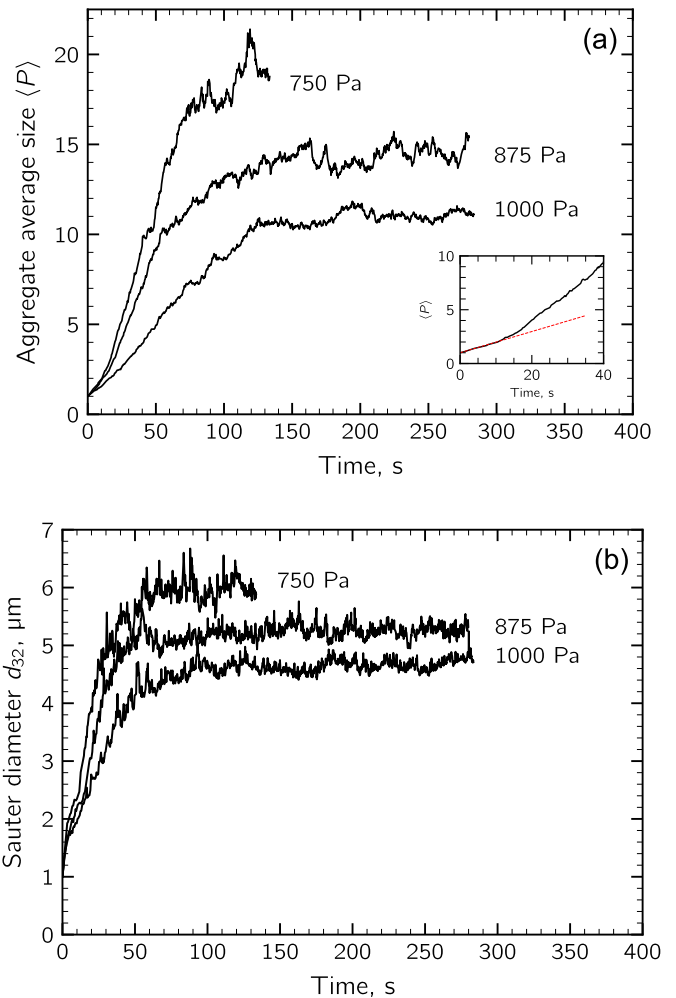 (a)
20
15
10
5
0
Aggregate average size ⟨P⟩
750 Pa
875 Pa
1000 Pa
10
5
0
⟨P⟩
0 20 40
Time, s
0 50 100 150 200 250 300 350 400
Time, s
(b)
7
6
5
4
3
2
1
0
Sauter diameter d32, μm
750 Pa
875 Pa
1000 Pa
0 50 100 150 200 250 300 350 400
Time, s